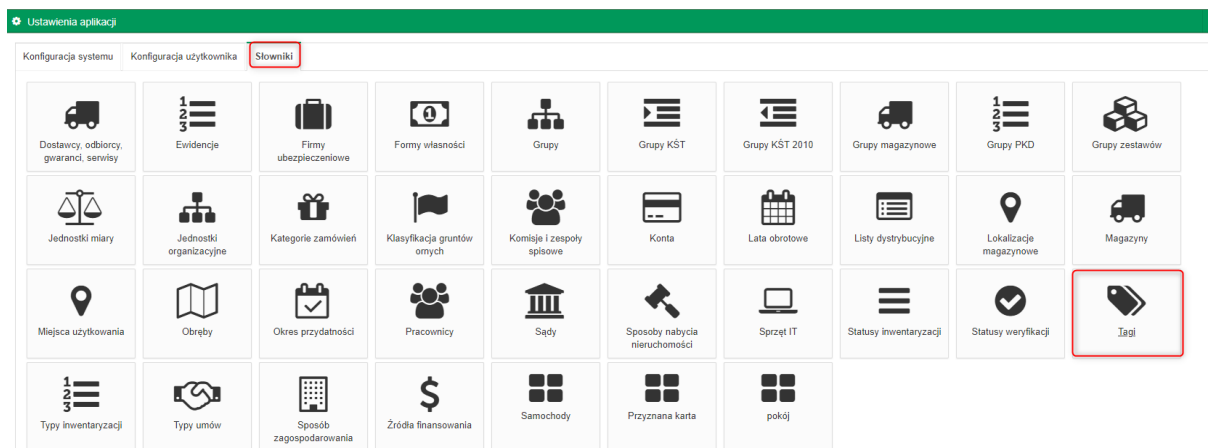 Ustawienia aplikacji
Konfiguracja systemu Konfiguracja użytkownika Słowniki
Dostawcy, odbiorcy,
gwaranci, serwisy
Ewidencje
Firmy
ubezpieczeniowe
Formy własności
Grupy
Grupy KŚT
Grupy KŚT 2010
Grupy magazynowe
Grupy PKD
Grupy zestawów
Jednostki miary
Jednostki
organizacyjne
Kategorie zamówień
Klasyfikacja gruntów
ornych
Komisje i zespoły
spisowe
Konta
Lata obrotowe
Listy dystrybucyjne
Lokalizacje
magazynowe
Magazyny
Miejsca użytkowania
Obręby
Okres przydatności
Pracownicy
Sądy
Sposoby nabycia
nieruchomości
Sprzęt IT
Statusy inwentaryzacji
Statusy weryfikacji
Tagi
Typy inwentaryzacji
Typy umów
Sposób
zagospodarowania
Źródła finansowania
Samochody
Przyznana karta
pokój